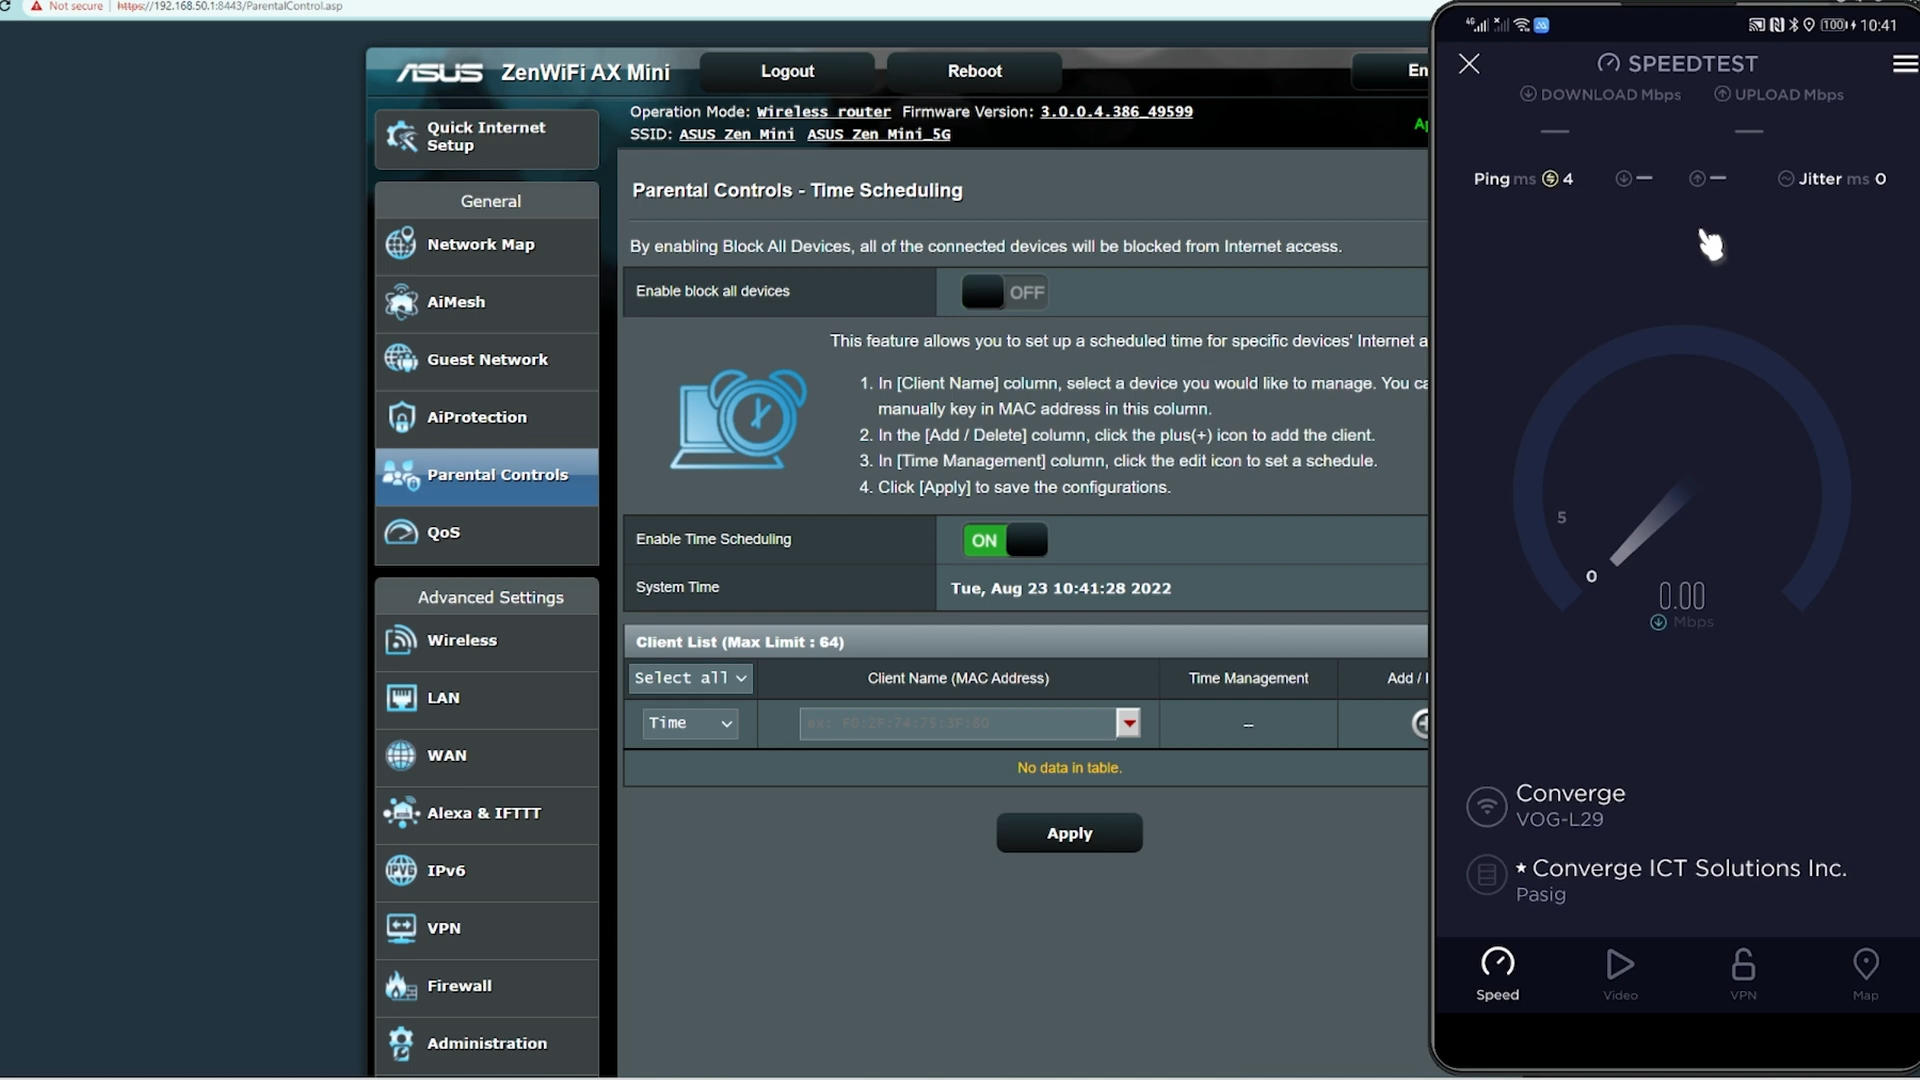 Not secure https://192.168.50.1:8443/ParentalControl.asp
ASUS ZenWiFi AX Mini Logout Reboot En
Operation Mode: Wireless router Firmware Version: 3.0.0.4.386_49599
SSID: ASUS_Zen_Mini ASUS_Zen_Mini_5G
Quick Internet
Setup
General
Network Map
AiMesh
Guest Network
AiProtection
Parental Controls
QoS
Advanced Settings
Wireless
LAN
WAN
Alexa & IFTTT
IPv6
VPN
Firewall
Administration
Parental Controls - Time Scheduling
By enabling Block All Devices, all of the connected devices will be blocked from Internet access.
Enable block all devices OFF
This feature allows you to set up a scheduled time for specific devices' Internet a
1. In [Client Name] column, select a device you would like to manage. You ca
manually key in MAC address in this column.
2. In the [Add / Delete] column, click the plus(+) icon to add the client.
3. In [Time Management] column, click the edit icon to set a schedule.
4. Click [Apply] to save the configurations.
Enable Time Scheduling ON
System Time Tue, Aug 23 10:41:28 2022
Client List (Max Limit : 64)
Select all Client Name (MAC Address) Time Management Add /
Time ex: F0:2F:74:75:3F:80 --
No data in table.
Apply
4G 100 10:41
SPEEDTEST
DOWNLOAD Mbps UPLOAD Mbps
— —
Ping ms 4 — — Jitter ms 0
5
0
0.00
Mbps
Converge
VOG-L29
Converge ICT Solutions Inc.
Pasig
Speed Video VPN Map